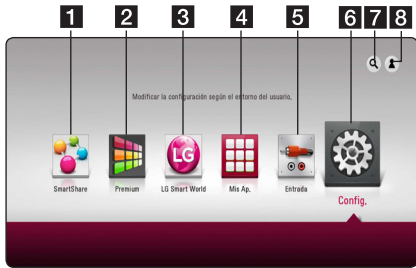 1 2 3 4 5 6 7 8
Modificar la configuración según el entorno del usuario.
LG
SmartShare Premium LG Smart World Mis Ap. Entrada Config.